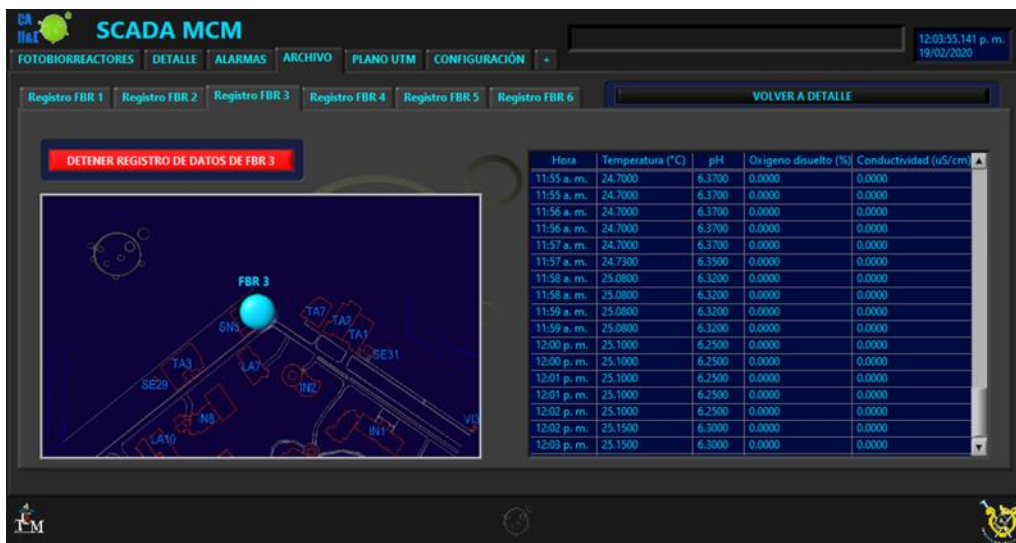 CA
II&E
SCADA MCM
12:03:55.141 p. m.
19/02/2020
FOTOBIORREACTORES DETALLE ALARMAS ARCHIVO PLANO UTM CONFIGURACIÓN +
Registro FBR 1 Registro FBR 2 Registro FBR 3 Registro FBR 4 Registro FBR 5 Registro FBR 6
VOLVER A DETALLE
DETENER REGISTRO DE DATOS DE FBR 3
FBR 3
SN5
TA7
TA2
TA1
SE31
TA3
LA7
SE29
IN2
IN8
LA10
IN1
Hora Temperatura (°C) pH Oxigeno disuelto (%) Conductividad (uS/cm)
11:55 a. m. 24.7000 6.3700 0.0000 0.0000
11:55 a. m. 24.7000 6.3700 0.0000 0.0000
11:56 a. m. 24.7000 6.3700 0.0000 0.0000
11:56 a. m. 24.7000 6.3700 0.0000 0.0000
11:57 a. m. 24.7000 6.3700 0.0000 0.0000
11:57 a. m. 24.7300 6.3500 0.0000 0.0000
11:58 a. m. 25.0800 6.3200 0.0000 0.0000
11:58 a. m. 25.0800 6.3200 0.0000 0.0000
11:59 a. m. 25.0800 6.3200 0.0000 0.0000
11:59 a. m. 25.0800 6.3200 0.0000 0.0000
12:00 p. m. 25.1000 6.2500 0.0000 0.0000
12:00 p. m. 25.1000 6.2500 0.0000 0.0000
12:01 p. m. 25.1000 6.2500 0.0000 0.0000
12:01 p. m. 25.1000 6.2500 0.0000 0.0000
12:02 p. m. 25.1000 6.2500 0.0000 0.0000
12:02 p. m. 25.1500 6.3000 0.0000 0.0000
12:03 p. m. 25.1500 6.3000 0.0000 0.0000